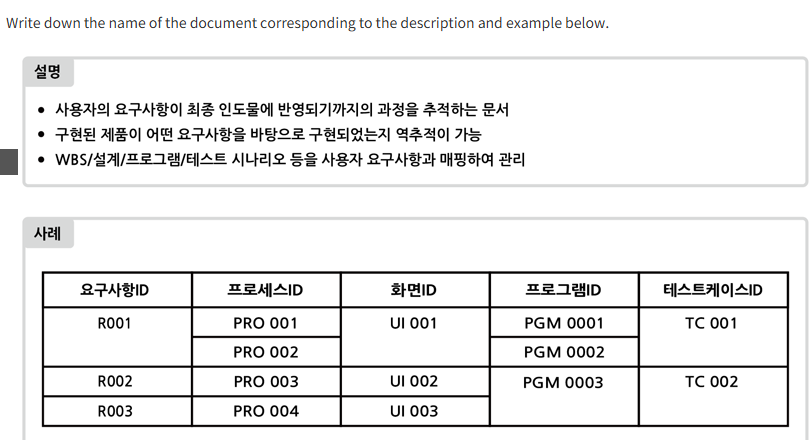 Write down the name of the document corresponding to the description and example below.
설명
• 사용자의 요구사항이 최종 인도물에 반영되기까지의 과정을 추적하는 문서
• 구현된 제품이 어떤 요구사항을 바탕으로 구현되었는지 역추적이 가능
• WBS/설계/프로그램/테스트 시나리오 등을 사용자 요구사항과 매핑하여 관리
사례
요구사항ID 프로세스ID 화면ID 프로그램ID 테스트케이스ID
R001 PRO 001 UI 001 PGM 0001 TC 001
PRO 002 PGM 0002
R002 PRO 003 UI 002 PGM 0003 TC 002
R003 PRO 004 UI 003